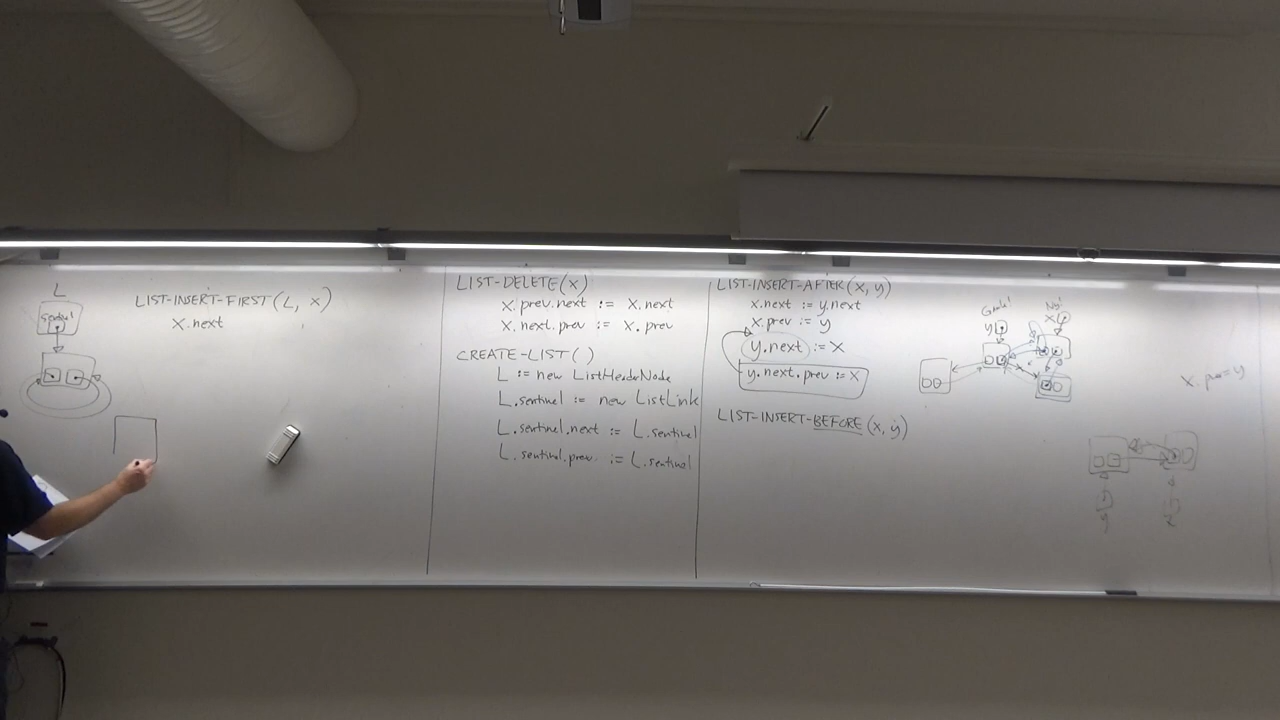 L
LIST-INSERT-FIRST(L, x)
x.next
LIST-DELETE(x)
x.prev.next := x.next
x.next.prev := x.prev
CREATE-LIST()
L := new ListHeaderNode
L.sentinel := new ListLink
L.sentinel.next := L.sentinel
L.sentinel.prev := L.sentinel
LIST-INSERT-AFTER(x, y)
x.next := y.next
x.prev := y
y.next := x
y.next.prev := x
LIST-INSERT-BEFORE(x, y)
y
Ny!
x
x.prev=y